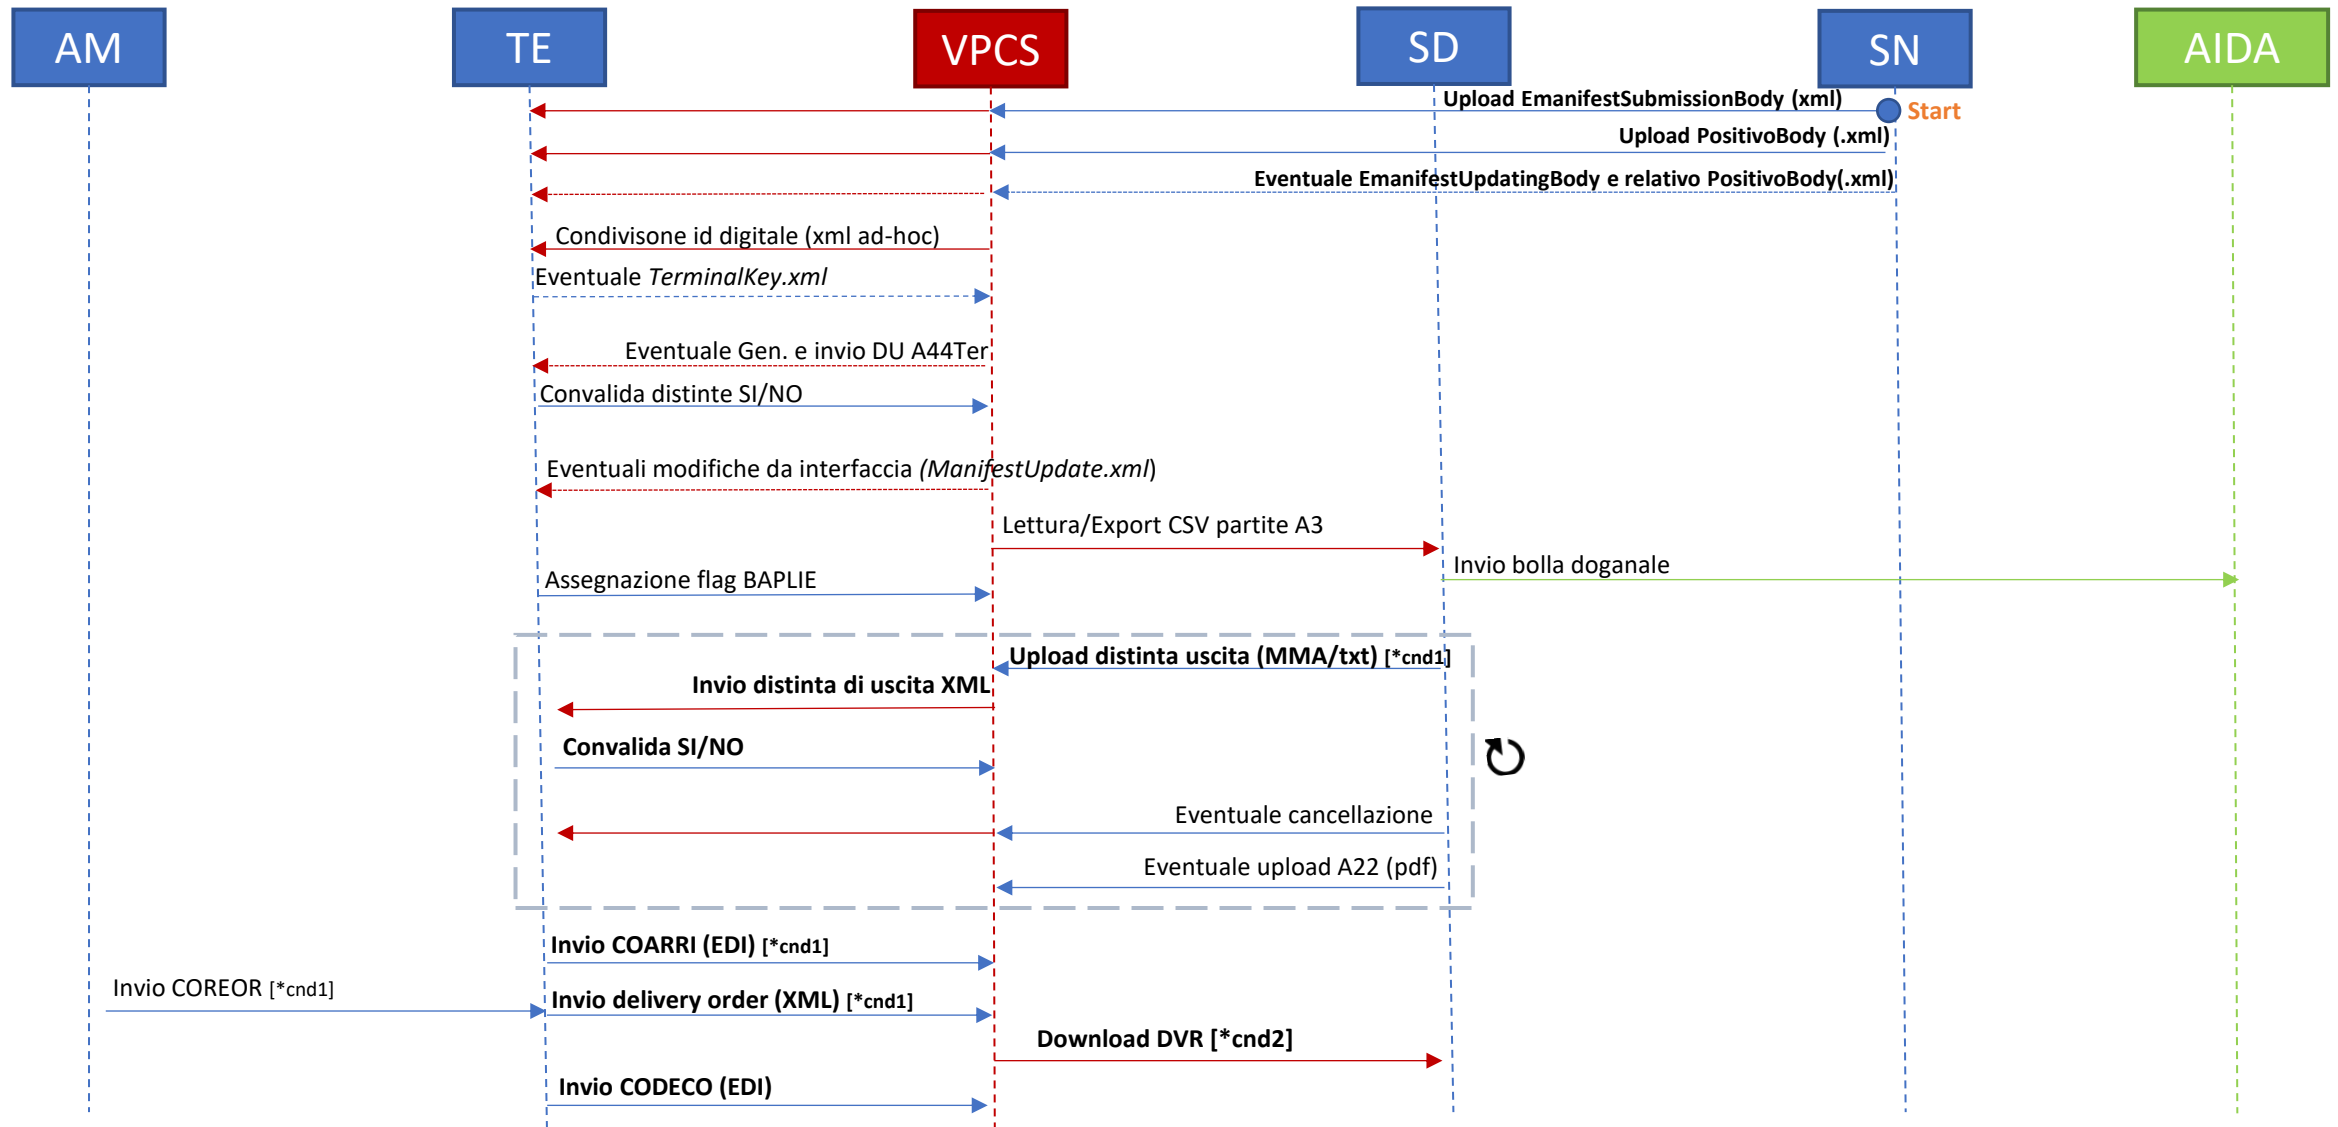 AM
TE
VPCS
SD
SN
AIDA
Upload EmanifestSubmissionBody (xml)
Start
Upload PositivoBody (.xml)
Eventuale EmanifestUpdatingBody e relativo PositivoBody(.xml)
Condivisone id digitale (xml ad-hoc)
Eventuale TerminalKey.xml
Eventuale Gen. e invio DU A44Ter
Convalida distinte SI/NO
Eventuali modifiche da interfaccia (ManifestUpdate.xml)
Lettura/Export CSV partite A3
Invio bolla doganale
Assegnazione flag BAPLIE
Upload distinta uscita (MMA/txt) [*cnd1]
Invio distinta di uscita XML
Convalida SI/NO
Eventuale cancellazione
Eventuale upload A22 (pdf)
Invio COARRI (EDI) [*cnd1]
Invio COREOR [*cnd1]
Invio delivery order (XML) [*cnd1]
Download DVR [*cnd2]
Invio CODECO (EDI)